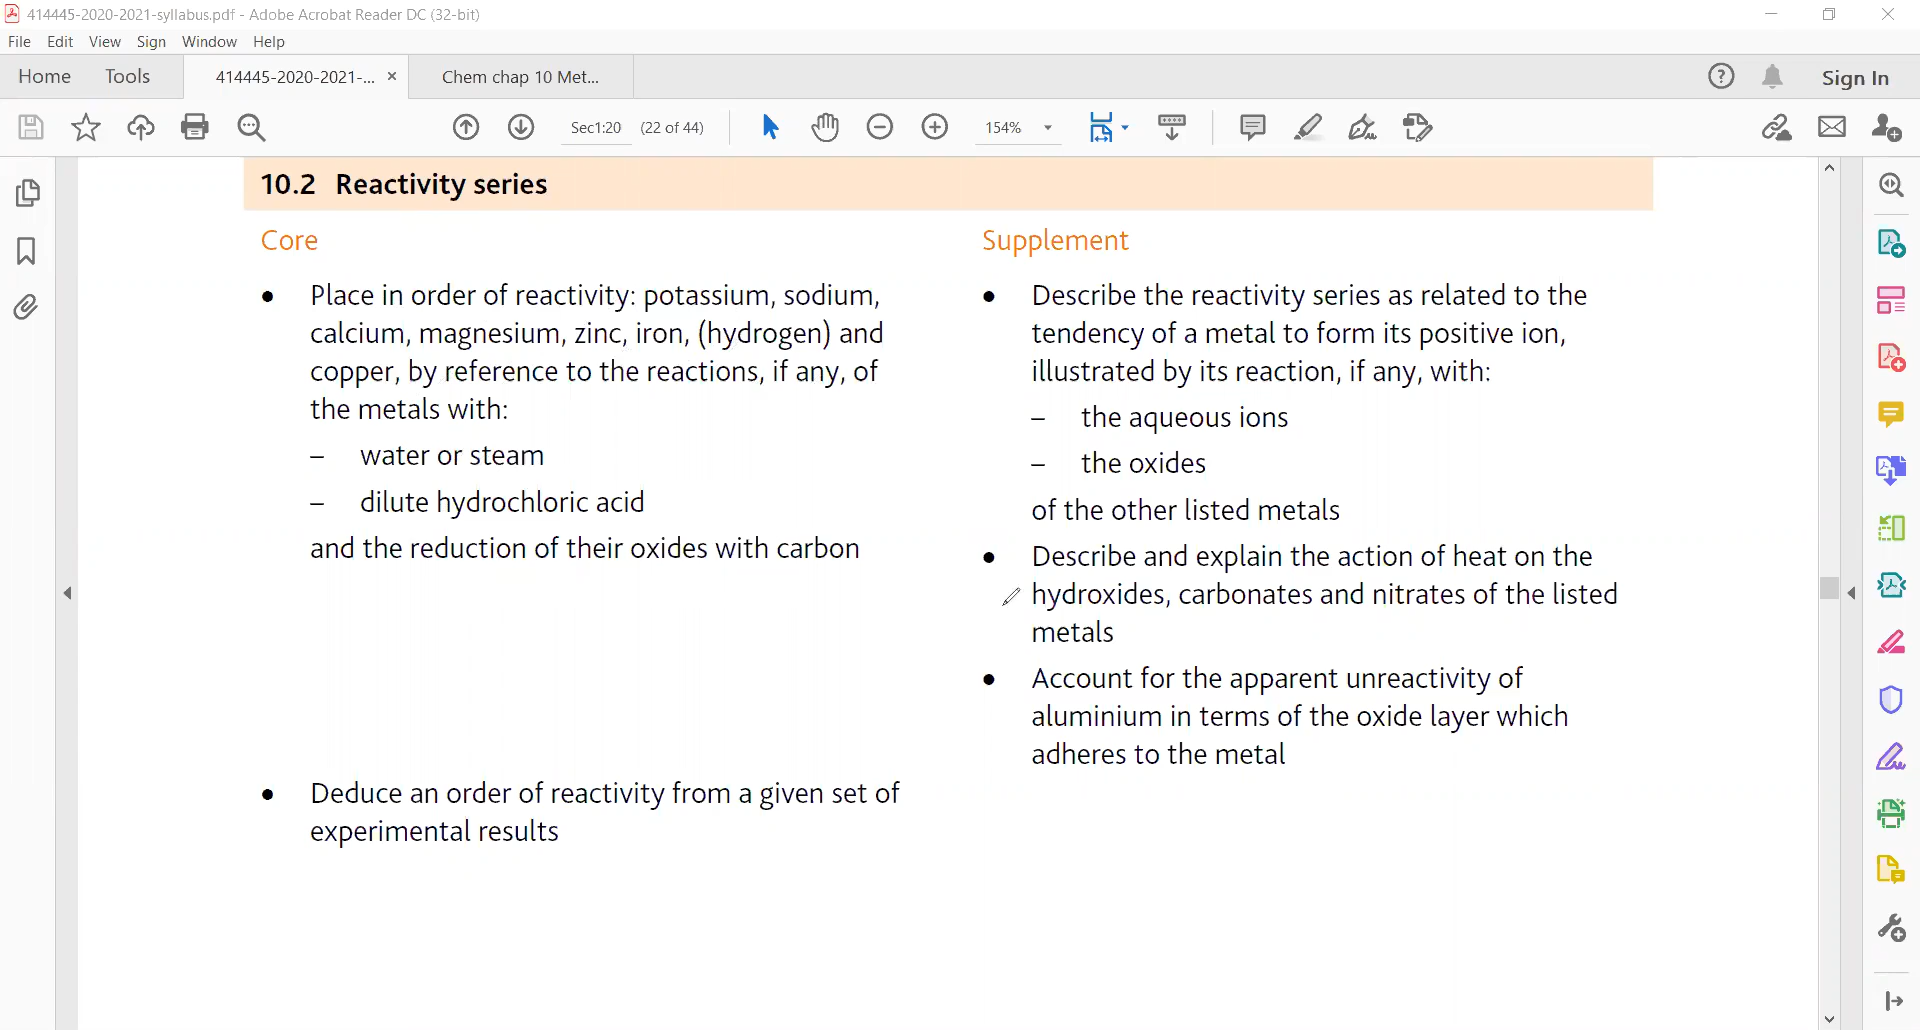 414445-2020-2021-syllabus.pdf - Adobe Acrobat Reader DC (32-bit)
File Edit View Sign Window Help
Home Tools 414445-2020-2021-... × Chem chap 10 Met... ? Sign In
Sec1:20 (22 of 44) 154%
10.2 Reactivity series
Core
• Place in order of reactivity: potassium, sodium,
calcium, magnesium, zinc, iron, (hydrogen) and
copper, by reference to the reactions, if any, of
the metals with:
– water or steam
– dilute hydrochloric acid
and the reduction of their oxides with carbon
• Deduce an order of reactivity from a given set of
experimental results
Supplement
• Describe the reactivity series as related to the
tendency of a metal to form its positive ion,
illustrated by its reaction, if any, with:
– the aqueous ions
– the oxides
of the other listed metals
• Describe and explain the action of heat on the
hydroxides, carbonates and nitrates of the listed
metals
• Account for the apparent unreactivity of
aluminium in terms of the oxide layer which
adheres to the metal